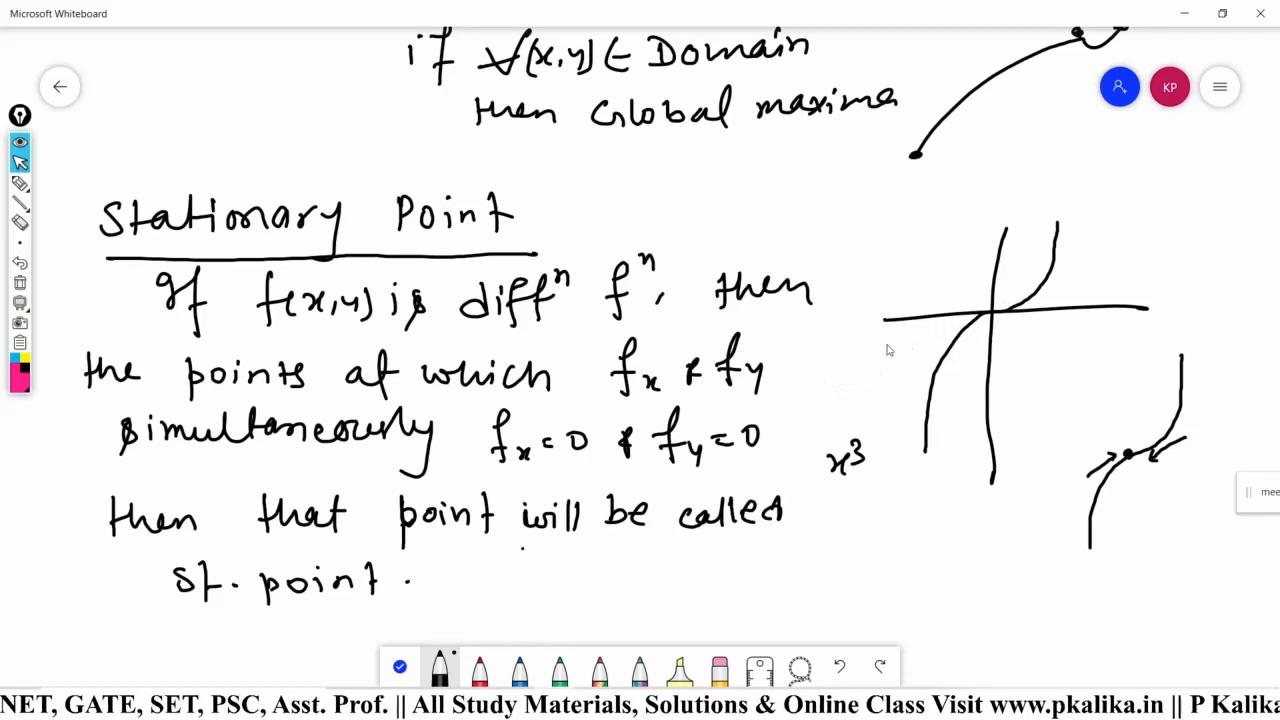 Microsoft Whiteboard
if ∀(x,y) ∈ Domain
then Global maxima
KP
Stationary Point
If f(x,y) is diffⁿ fⁿ, then
the points at which fx & fy
simultaneously fx = 0 & fy = 0
x³
then that point will be called
St. point.
mee
NET, GATE, SET, PSC, Asst. Prof. || All Study Materials, Solutions & Online Class Visit www.pkalika.in || P Kalika